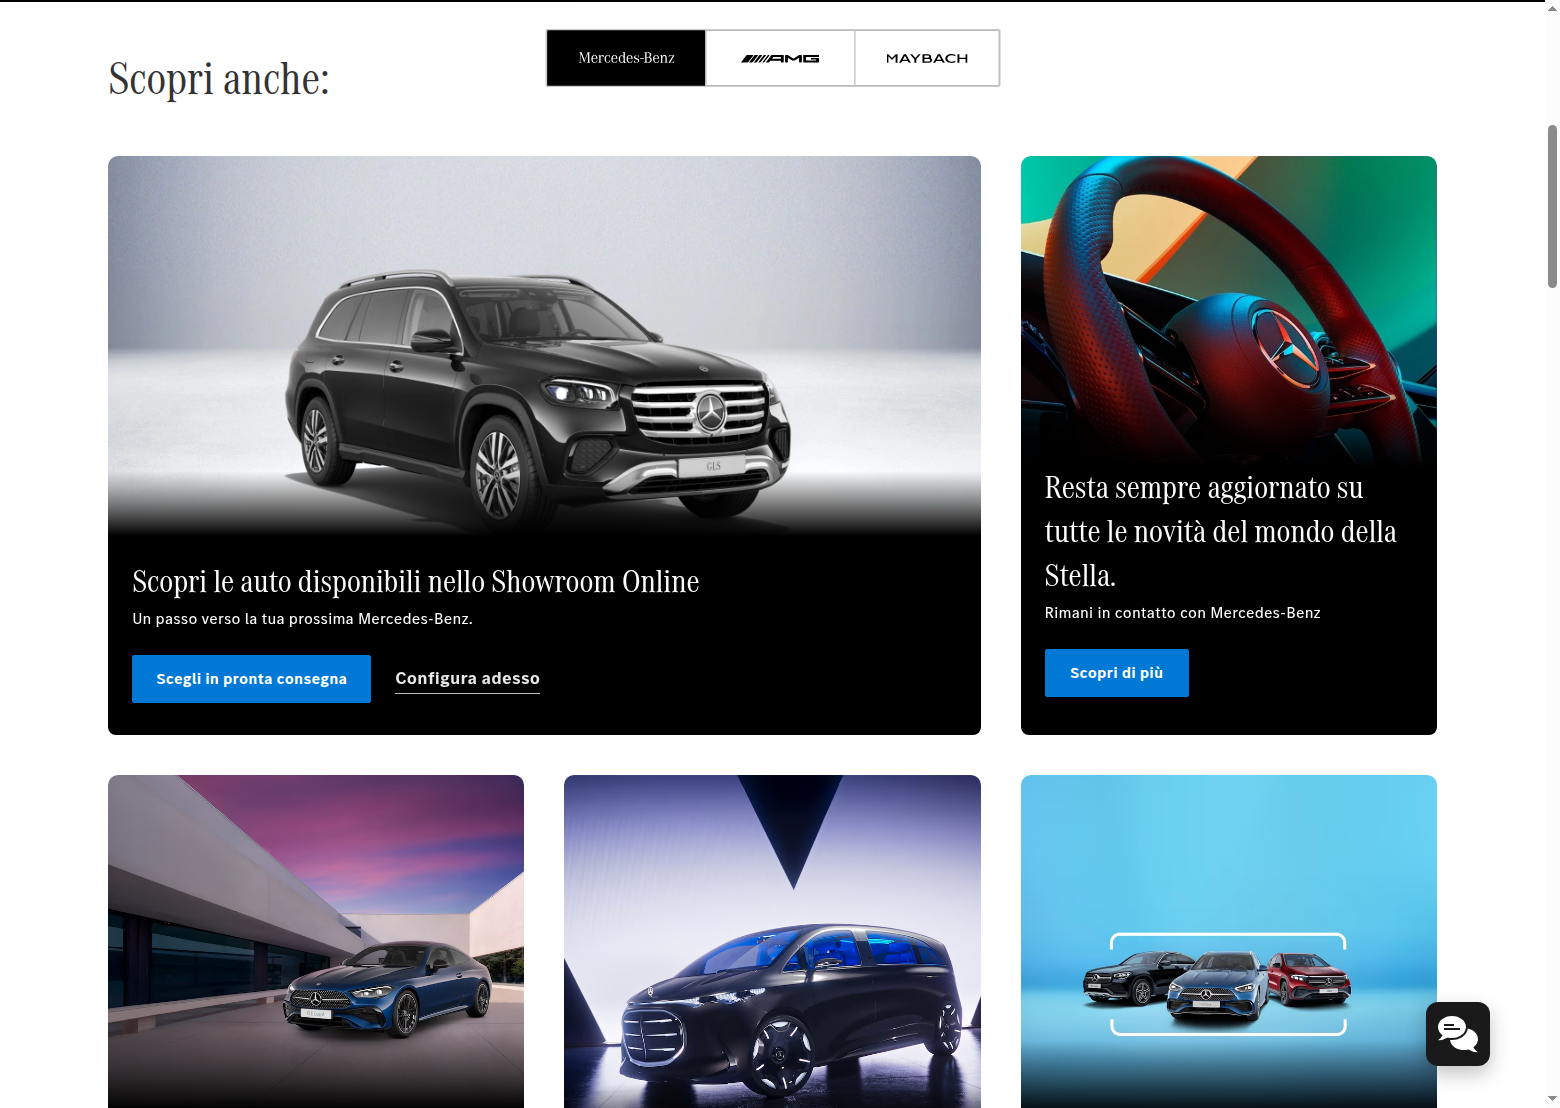 Scopri anche:
Mercedes-Benz
AMG
MAYBACH
GLS
Scopri le auto disponibili nello Showroom Online
Un passo verso la tua prossima Mercedes-Benz.
Scegli in pronta consegna
Configura adesso
Resta sempre aggiornato su
tutte le novità del mondo della
Stella.
Rimani in contatto con Mercedes-Benz
Scopri di più